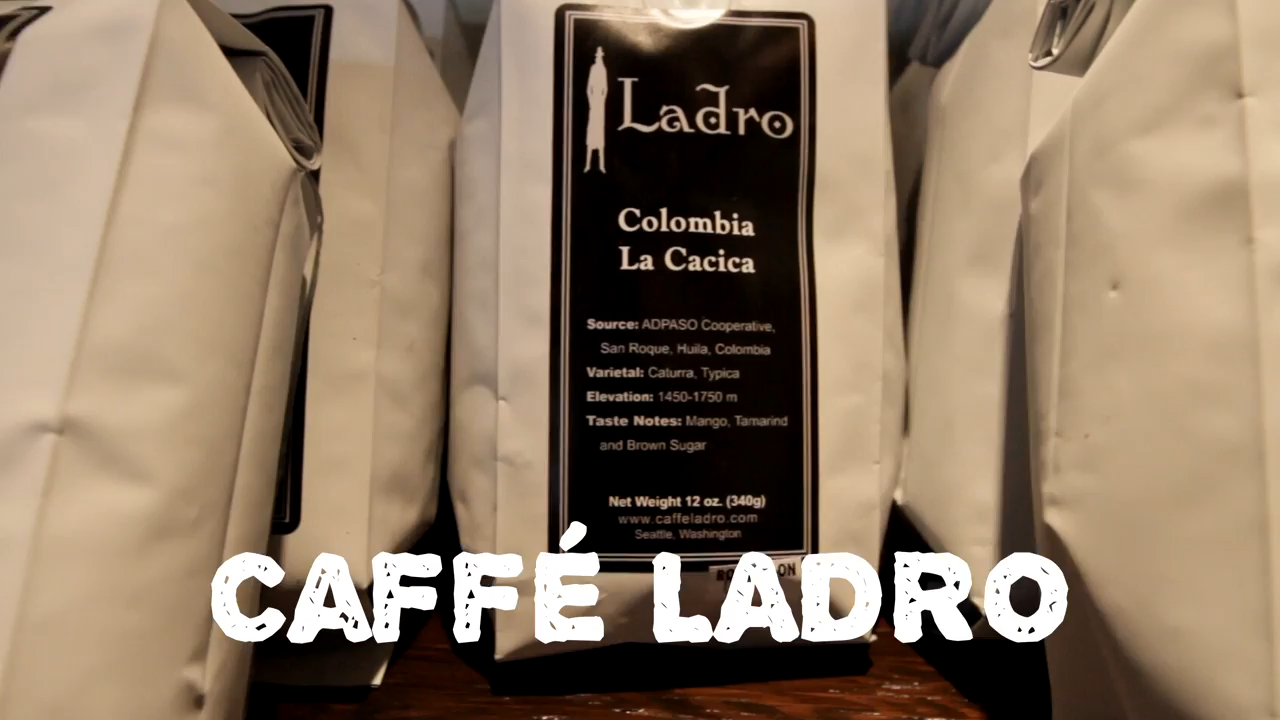 Ladro
Colombia
La Cacica
Source: ADPASO Cooperative,
San Roque, Huila, Colombia
Varietal: Caturra, Typica
Elevation: 1450-1750 m
Taste Notes: Mango, Tamarind
and Brown Sugar
Net Weight 12 oz. (340g)
www.caffeladro.com
Seattle, Washington
ON
CAFFÉ LADRO